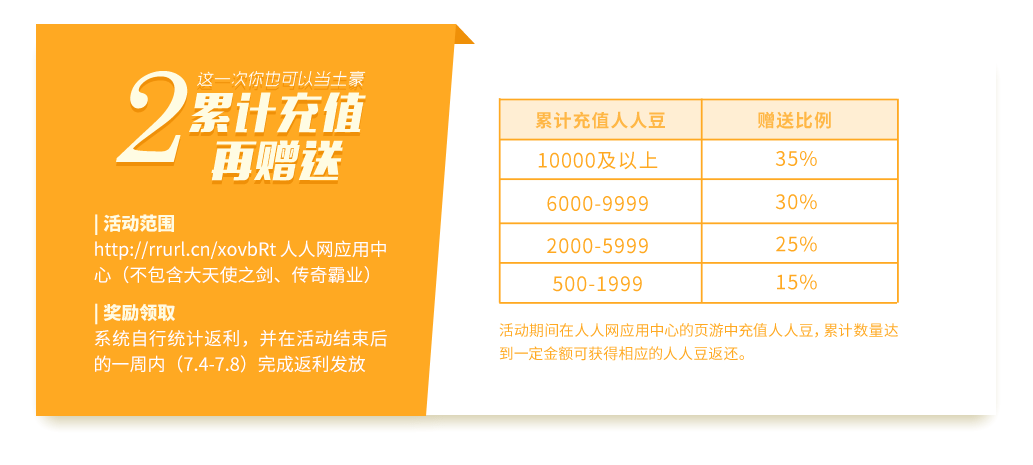 这一次你也可以当土豪
2 累计充值
再赠送
| 活动范围
http://rrurl.cn/xovbRt 人人网应用中
心（不包含大天使之剑、传奇霸业）
| 奖励领取
系统自行统计返利，并在活动结束后
的一周内（7.4-7.8）完成返利发放
累计充值人人豆 赠送比例
10000及以上 35%
6000-9999 30%
2000-5999 25%
500-1999 15%
活动期间在人人网应用中心的页游中充值人人豆，累计数量达
到一定金额可获得相应的人人豆返还。